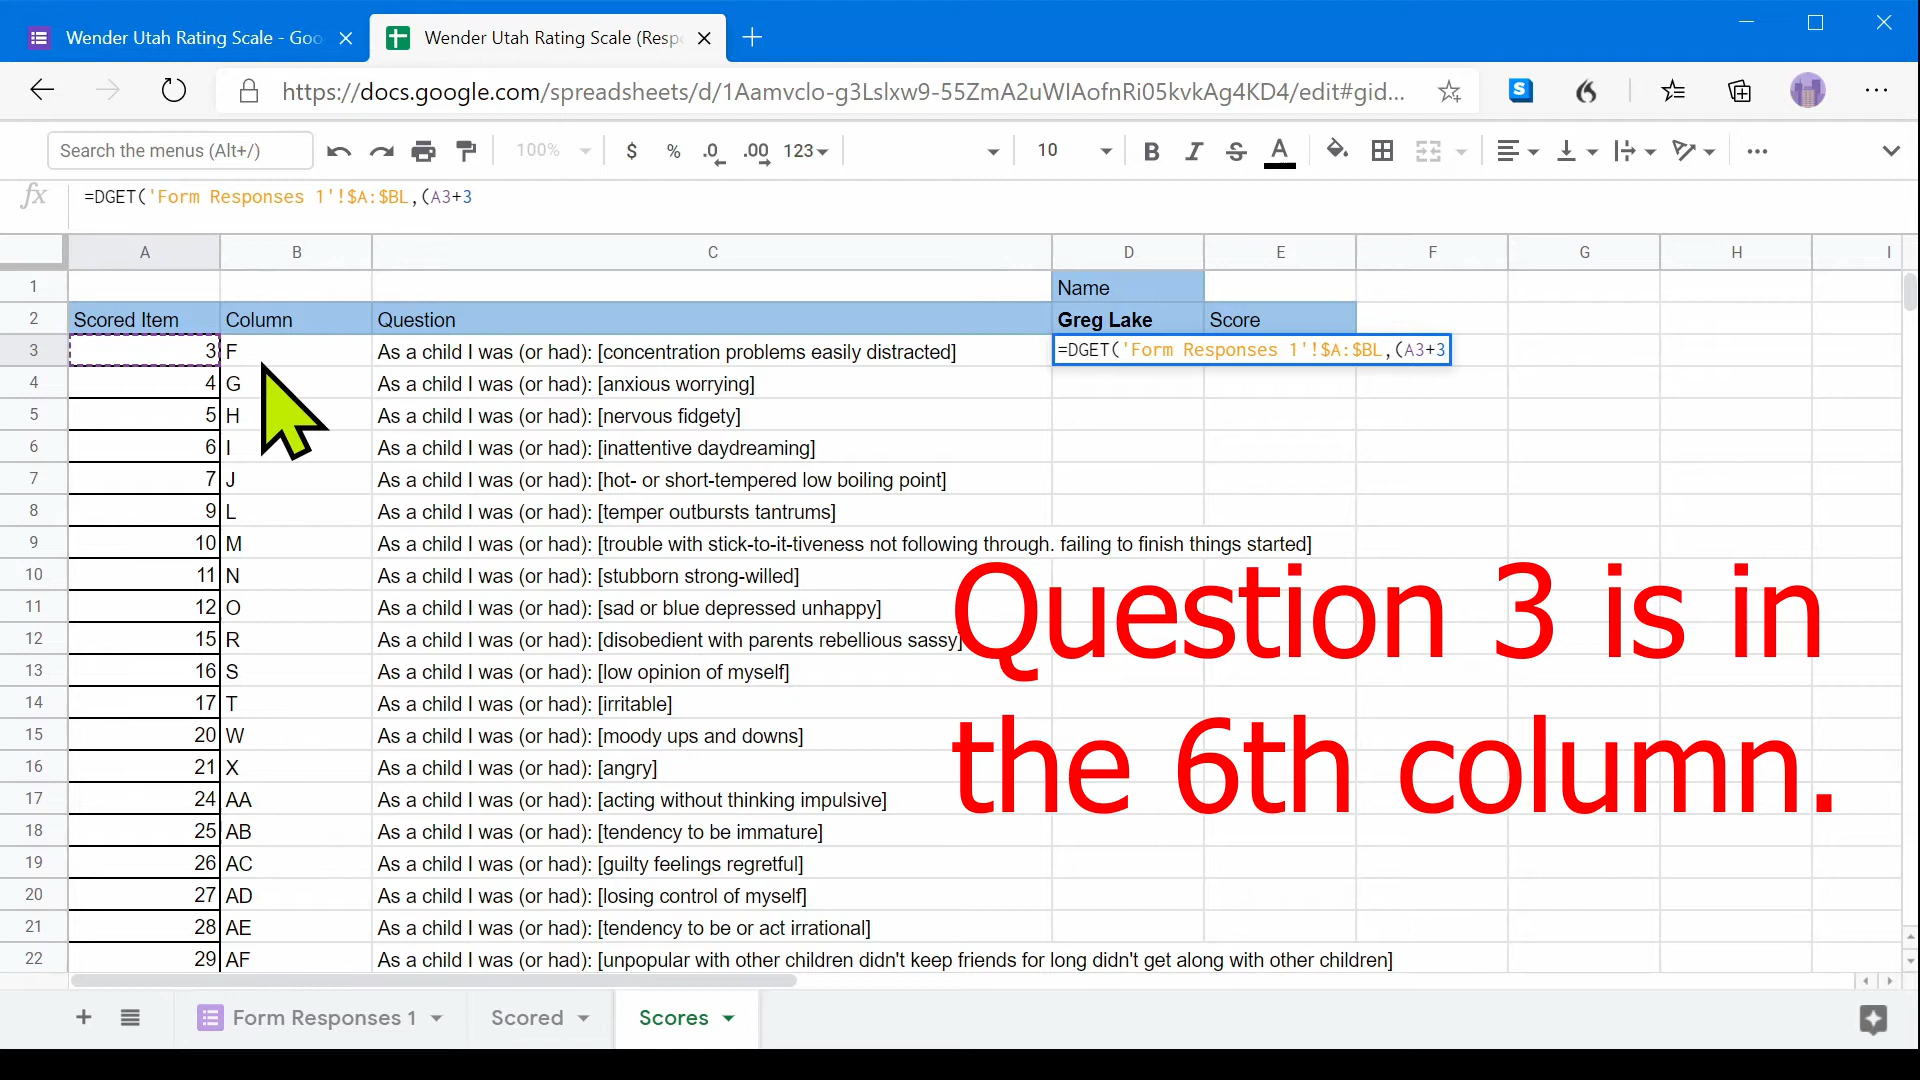 Wender Utah Rating Scale - Goo
Wender Utah Rating Scale (Resp
https://docs.google.com/spreadsheets/d/1Aamvclo-g3Lslxw9-55ZmA2uWIAofnRi05kvkAg4KD4/edit#gid...
Search the menus (Alt+/)
100%
$
%
.0
.00
123
10
B
I
S
A
fx
=DGET('Form Responses 1'!$A:$BL,(A3+3
A B C D E F G H I
1 Name
2 Scored Item Column Question Greg Lake Score
3 3 F As a child I was (or had): [concentration problems easily distracted] =DGET('Form Responses 1'!$A:$BL,(A3+3
4 4 G As a child I was (or had): [anxious worrying]
5 5 H As a child I was (or had): [nervous fidgety]
6 6 I As a child I was (or had): [inattentive daydreaming]
7 7 J As a child I was (or had): [hot- or short-tempered low boiling point]
8 9 L As a child I was (or had): [temper outbursts tantrums]
9 10 M As a child I was (or had): [trouble with stick-to-it-tiveness not following through. failing to finish things started]
10 11 N As a child I was (or had): [stubborn strong-willed]
11 12 O As a child I was (or had): [sad or blue depressed unhappy]
12 15 R As a child I was (or had): [disobedient with parents rebellious sassy]
13 16 S As a child I was (or had): [low opinion of myself]
14 17 T As a child I was (or had): [irritable]
15 20 W As a child I was (or had): [moody ups and downs]
16 21 X As a child I was (or had): [angry]
17 24 AA As a child I was (or had): [acting without thinking impulsive]
18 25 AB As a child I was (or had): [tendency to be immature]
19 26 AC As a child I was (or had): [guilty feelings regretful]
20 27 AD As a child I was (or had): [losing control of myself]
21 28 AE As a child I was (or had): [tendency to be or act irrational]
22 29 AF As a child I was (or had): [unpopular with other children didn't keep friends for long didn't get along with other children]
Question 3 is in
the 6th column.
Form Responses 1
Scored
Scores